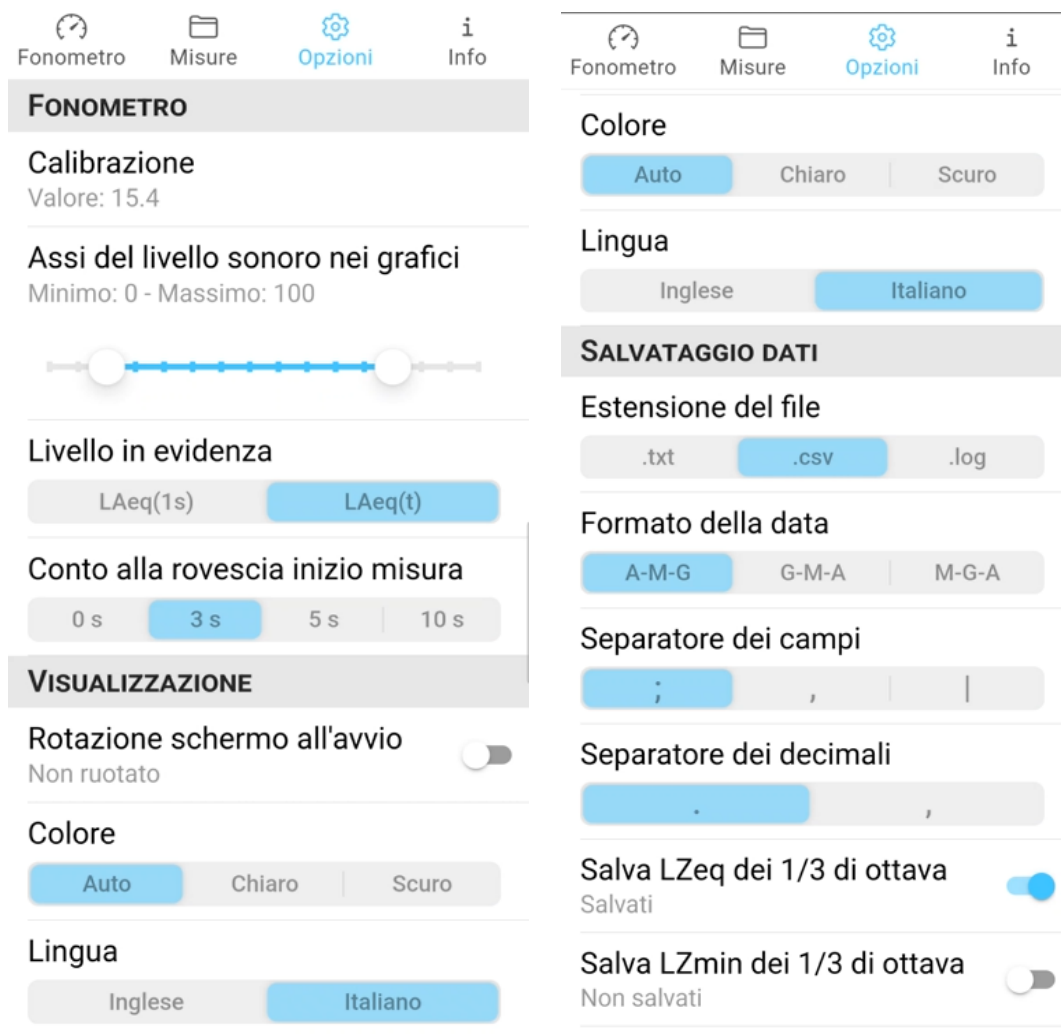 Fonometro Misure Opzioni i Info
FONOMETRO
Calibrazione
Valore: 15.4
Assi del livello sonoro nei grafici
Minimo: 0 - Massimo: 100
Livello in evidenza
LAeq(1s) LAeq(t)
Conto alla rovescia inizio misura
0 s 3 s 5 s 10 s
VISUALIZZAZIONE
Rotazione schermo all'avvio
Non ruotato
Colore
Auto Chiaro Scuro
Lingua
Inglese Italiano
Fonometro Misure Opzioni i Info
Colore
Auto Chiaro Scuro
Lingua
Inglese Italiano
SALVATAGGIO DATI
Estensione del file
.txt .csv .log
Formato della data
A-M-G G-M-A M-G-A
Separatore dei campi
; , |
Separatore dei decimali
. ,
Salva LZeq dei 1/3 di ottava
Salvati
Salva LZmin dei 1/3 di ottava
Non salvati